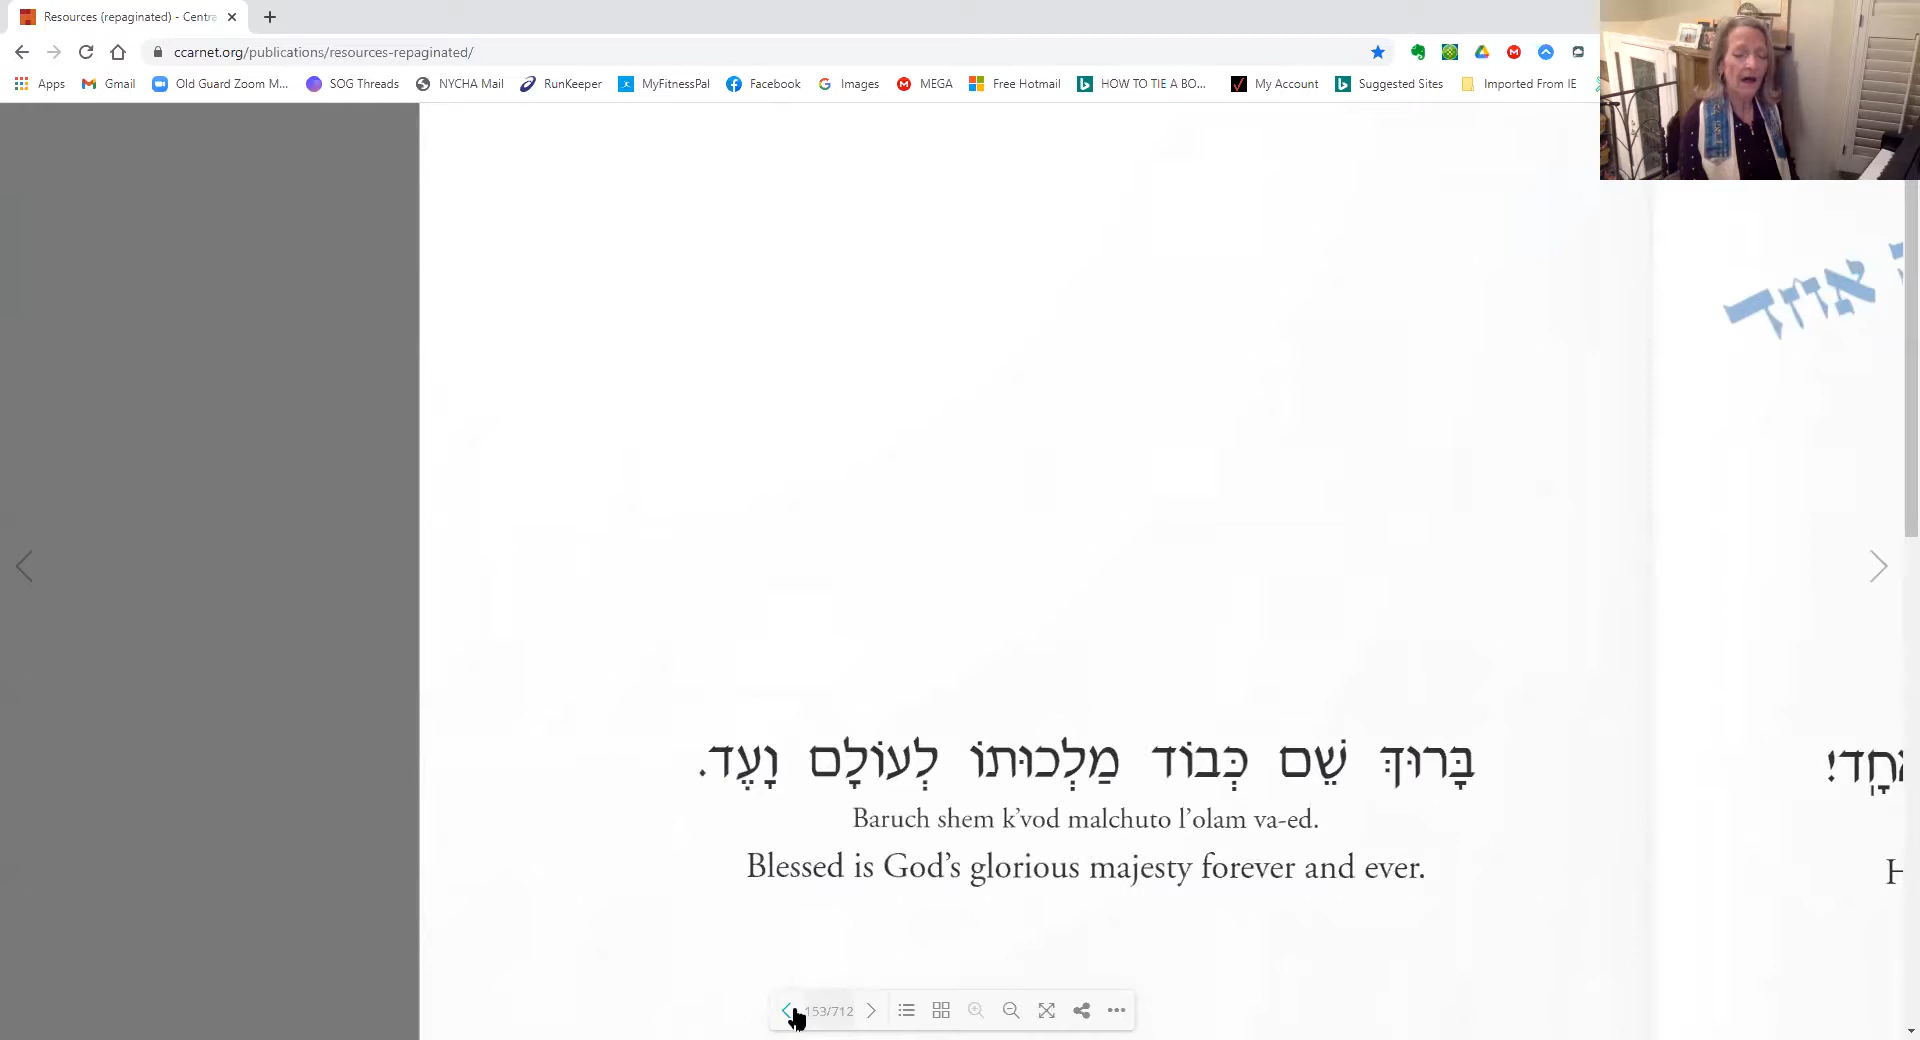 Resources (repaginated) - Centra
ccarnet.org/publications/resources-repaginated/
Apps Gmail Old Guard Zoom M... SOG Threads NYCHA Mail RunKeeper MyFitnessPal Facebook Images MEGA Free Hotmail HOW TO TIE A BO... My Account Suggested Sites Imported From IE
בָּרוּךְ שֵׁם כְּבוֹד מַלְכוּתוֹ לְעוֹלָם וָעֶד.
Baruch shem k’vod malchuto l’olam va-ed.
Blessed is God’s glorious majesty forever and ever.
153/712